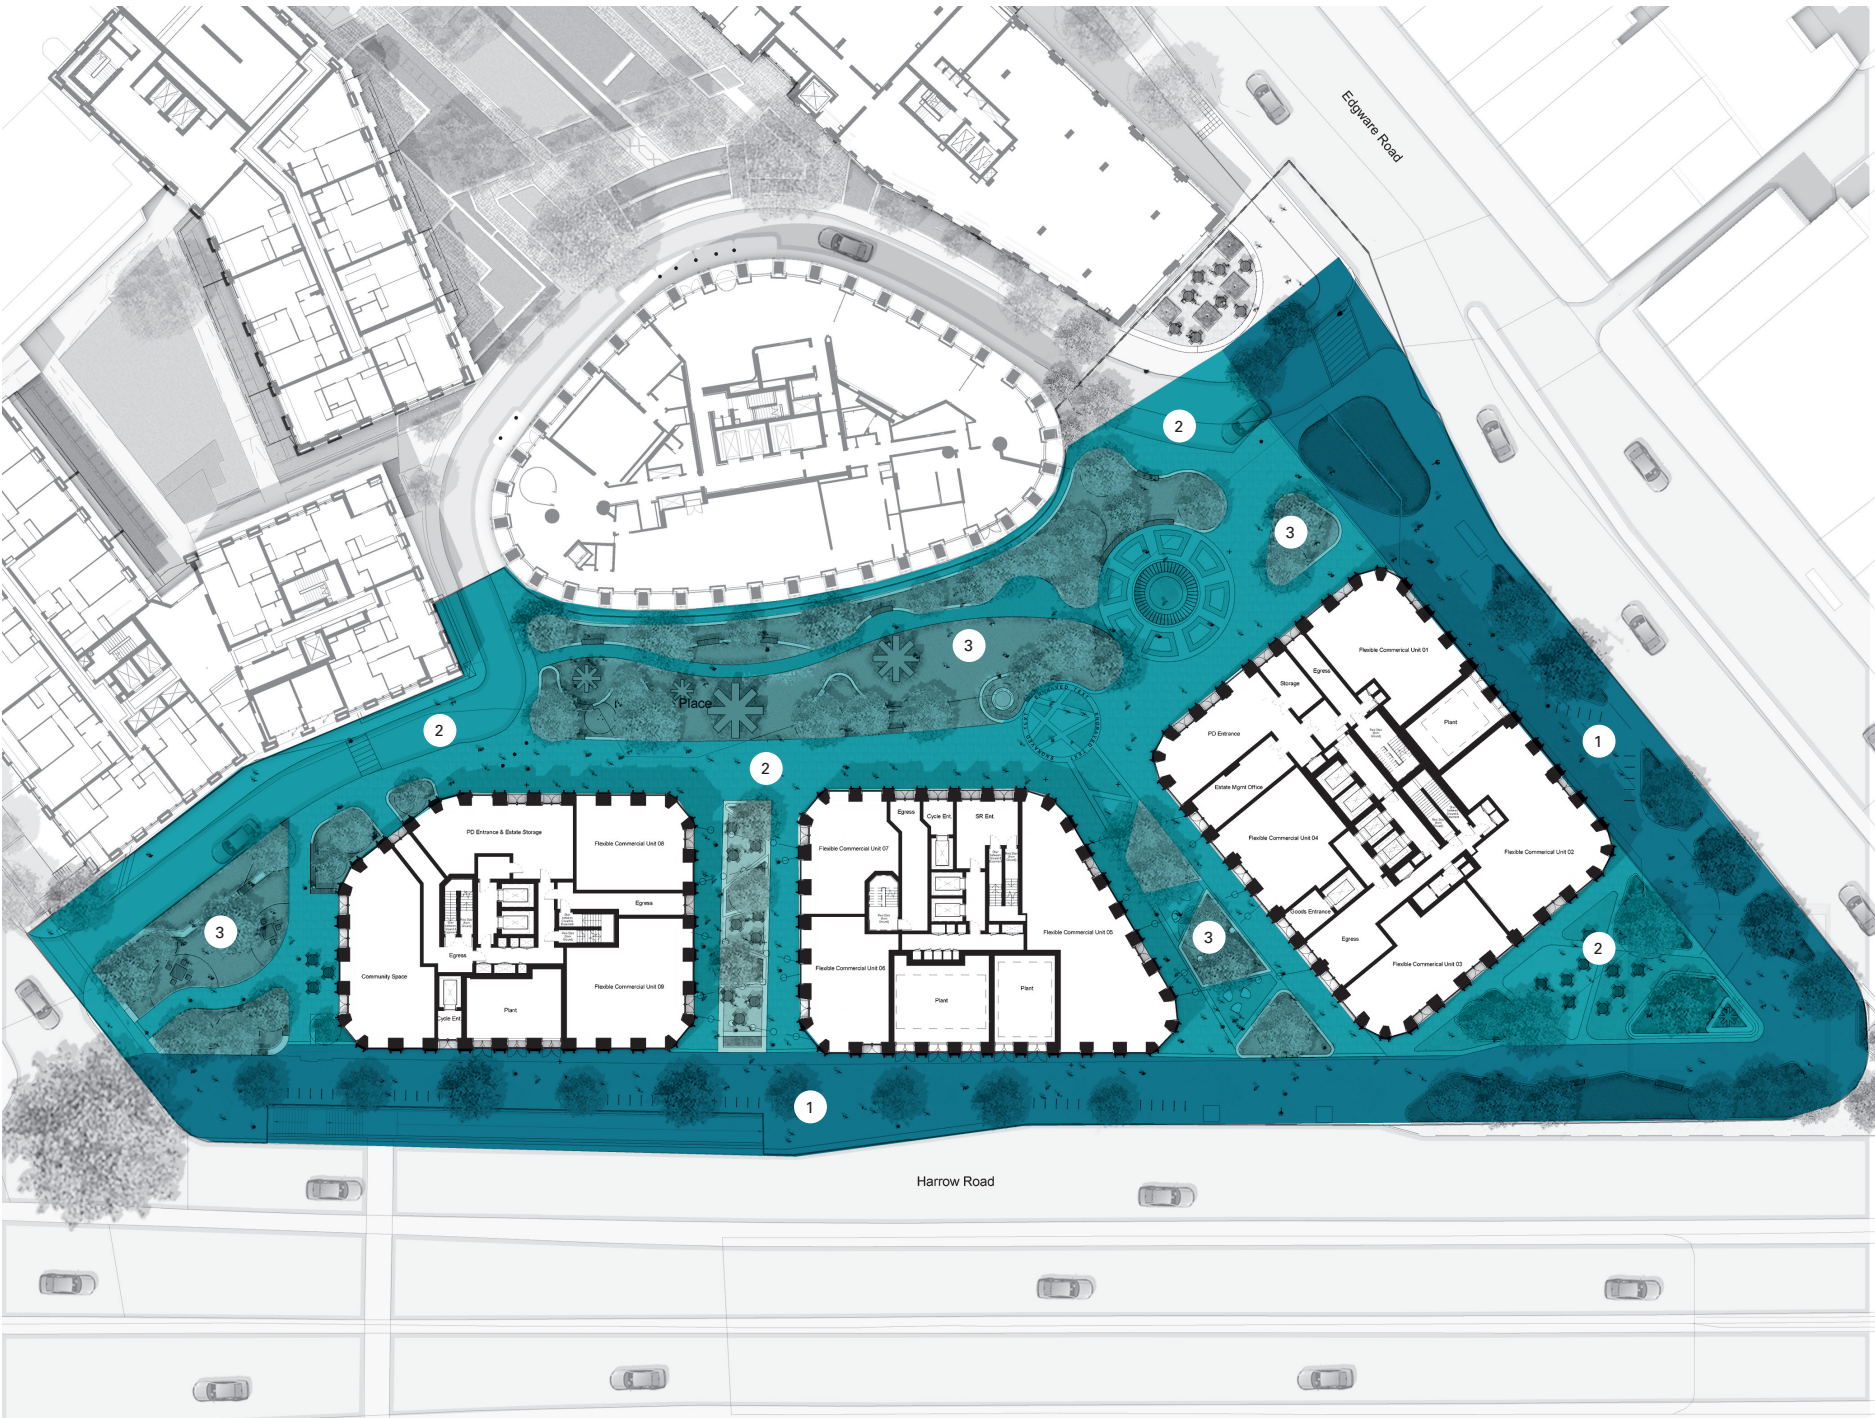 Edgware Road
2
3
3
Place
2
2
1
Flexible Commerical Unit 01
Egress
Storage
Plant
PD Entrance
Estate Mgmt Office
Flexible Commercial Unit 04
Flexible Commerical Unit 02
Goods Entrance
Egress
Flexible Commerical Unit 03
2
3
PD Entrance & Estate Storage
Flexible Commercial Unit 08
Egress
Egress
Community Space
Flexible Commercial Unit 09
Cycle Ent.
Plant
3
Flexible Commercial Unit 07
Egress
Cycle Ent.
SR Ent.
Flexible Commercial Unit 05
Flexible Commercial Unit 06
Plant
Plant
1
Harrow Road